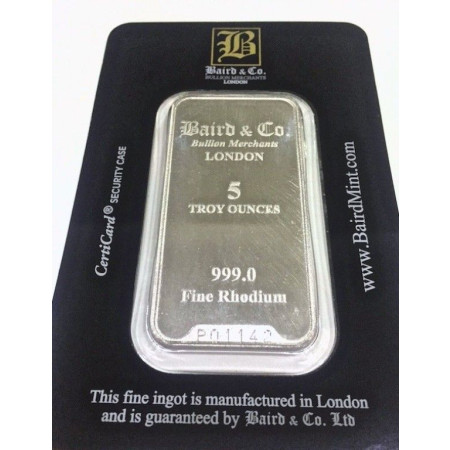 B
Baird & Co.
BULLION MERCHANTS
LONDON
Baird & Co.
Bullion Merchants
LONDON
5
TROY OUNCES
999.0
Fine Rhodium
P01142
CertiCard® SECURITY CASE
www.BairdMint.com
This fine ingot is manufactured in London
and is guaranteed by Baird & Co. Ltd